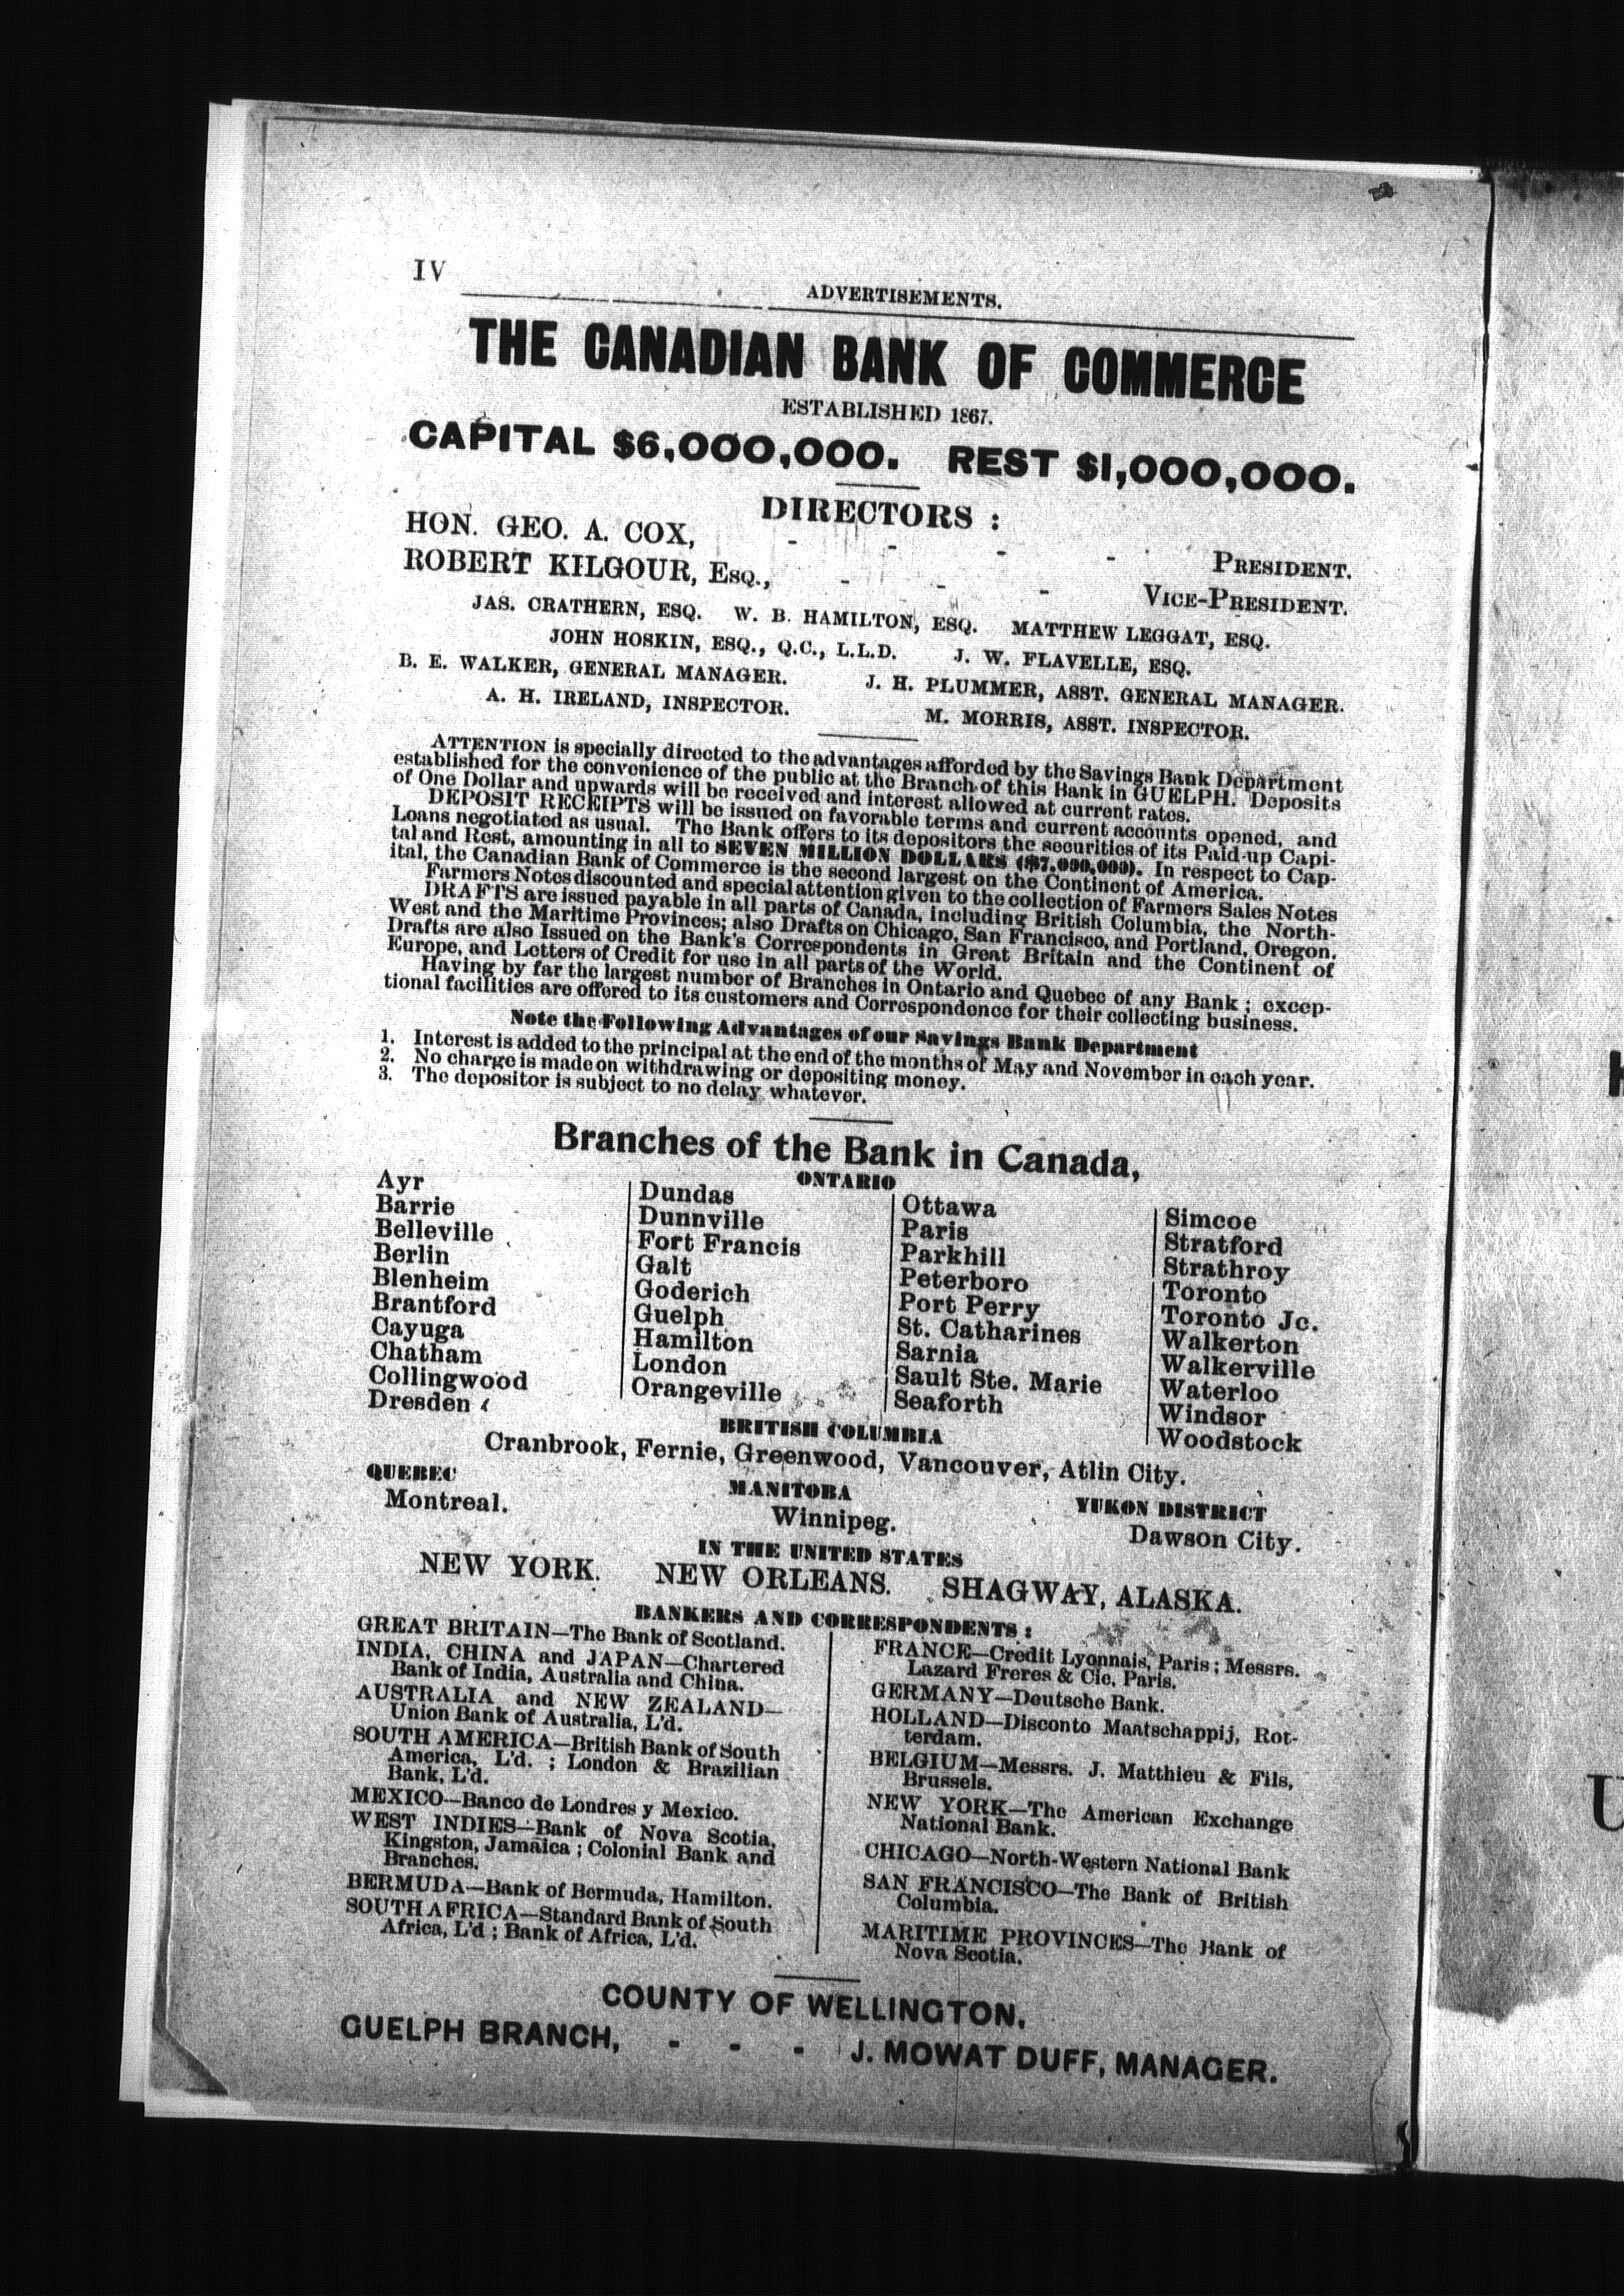 IV
ADVERTISEMENTS.
THE CANADIAN BANK OF COMMERCE
ESTABLISHED 1867.
CAPITAL $6,000,000. REST $1,000,000.
DIRECTORS :
HON. GEO. A. COX, - - - - PRESIDENT.
ROBERT KILGOUR, ESQ., - - - VICE-PRESIDENT.
JAS. CRATHERN, ESQ. W. B. HAMILTON, ESQ. MATTHEW LEGGAT, ESQ.
JOHN HOSKIN, ESQ., Q.C., L.L.D. J. W. FLAVELLE, ESQ.
B. E. WALKER, GENERAL MANAGER. J. H. PLUMMER, ASST. GENERAL MANAGER.
A. H. IRELAND, INSPECTOR. M. MORRIS, ASST. INSPECTOR.
ATTENTION is specially directed to the advantages afforded by the Savings Bank Department
established for the convenience of the public at the Branch of this Bank in GUELPH. Deposits
of One Dollar and upwards will be received and interest allowed at current rates.
DEPOSIT RECEIPTS will be issued on favorable terms and current accounts opened, and
Loans negotiated as usual. The Bank offers to its depositors the securities of its Paid-up Capi-
tal and Rest, amounting in all to SEVEN MILLION DOLLARS ($7,000,000). In respect to Cap-
ital, the Canadian Bank of Commerce is the second largest on the Continent of America.
Farmers Notes discounted and special attention given to the collection of Farmers Sales Notes
DRAFTS are issued payable in all parts of Canada, including British Columbia, the North-
West and the Maritime Provinces; also Drafts on Chicago, San Francisco, and Portland, Oregon.
Drafts are also Issued on the Bank's Correspondents in Great Britain and the Continent of
Europe, and Letters of Credit for use in all parts of the World.
Having by far the largest number of Branches in Ontario and Quebec of any Bank ; excep-
tional facilities are offered to its customers and Correspondence for their collecting business.
Note the Following Advantages of our Savings Bank Department
1. Interest is added to the principal at the end of the months of May and November in each year.
2. No charge is made on withdrawing or depositing money.
3. The depositor is subject to no delay whatever.
Branches of the Bank in Canada,
ONTARIO
Ayr
Barrie
Belleville
Berlin
Blenheim
Brantford
Cayuga
Chatham
Collingwood
Dresden
Dundas
Dunnville
Fort Francis
Galt
Goderich
Guelph
Hamilton
London
Orangeville
Ottawa
Paris
Parkhill
Peterboro
Port Perry
St. Catharines
Sarnia
Sault Ste. Marie
Seaforth
Simcoe
Stratford
Strathroy
Toronto
Toronto Jc.
Walkerton
Walkerville
Waterloo
Windsor
Woodstock
BRITISH COLUMBIA
Cranbrook, Fernie, Greenwood, Vancouver, Atlin City.
QUEBEC MANITOBA YUKON DISTRICT
Montreal. Winnipeg. Dawson City.
IN THE UNITED STATES
NEW YORK. NEW ORLEANS. SHAGWAY, ALASKA.
BANKERS AND CORRESPONDENTS :
GREAT BRITAIN—The Bank of Scotland.
INDIA, CHINA and JAPAN—Chartered
Bank of India, Australia and China.
AUSTRALIA and NEW ZEALAND—
Union Bank of Australia, L'd.
SOUTH AMERICA—British Bank of South
America, L'd. ; London & Brazilian
Bank, L'd.
MEXICO—Banco de Londres y Mexico.
WEST INDIES—Bank of Nova Scotia,
Kingston, Jamaica ; Colonial Bank and
Branches.
BERMUDA—Bank of Bermuda, Hamilton.
SOUTH AFRICA—Standard Bank of South
Africa, L'd ; Bank of Africa, L'd.
FRANCE—Credit Lyonnais, Paris ; Messrs.
Lazard Freres & Cie, Paris.
GERMANY—Deutsche Bank.
HOLLAND—Disconto Maatschappij, Rot-
terdam.
BELGIUM—Messrs. J. Matthieu & Fils,
Brussels.
NEW YORK—The American Exchange
National Bank.
CHICAGO—North-Western National Bank
SAN FRANCISCO—The Bank of British
Columbia.
MARITIME PROVINCES—The Bank of
Nova Scotia.
COUNTY OF WELLINGTON,
GUELPH BRANCH, - - - J. MOWAT DUFF, MANAGER.